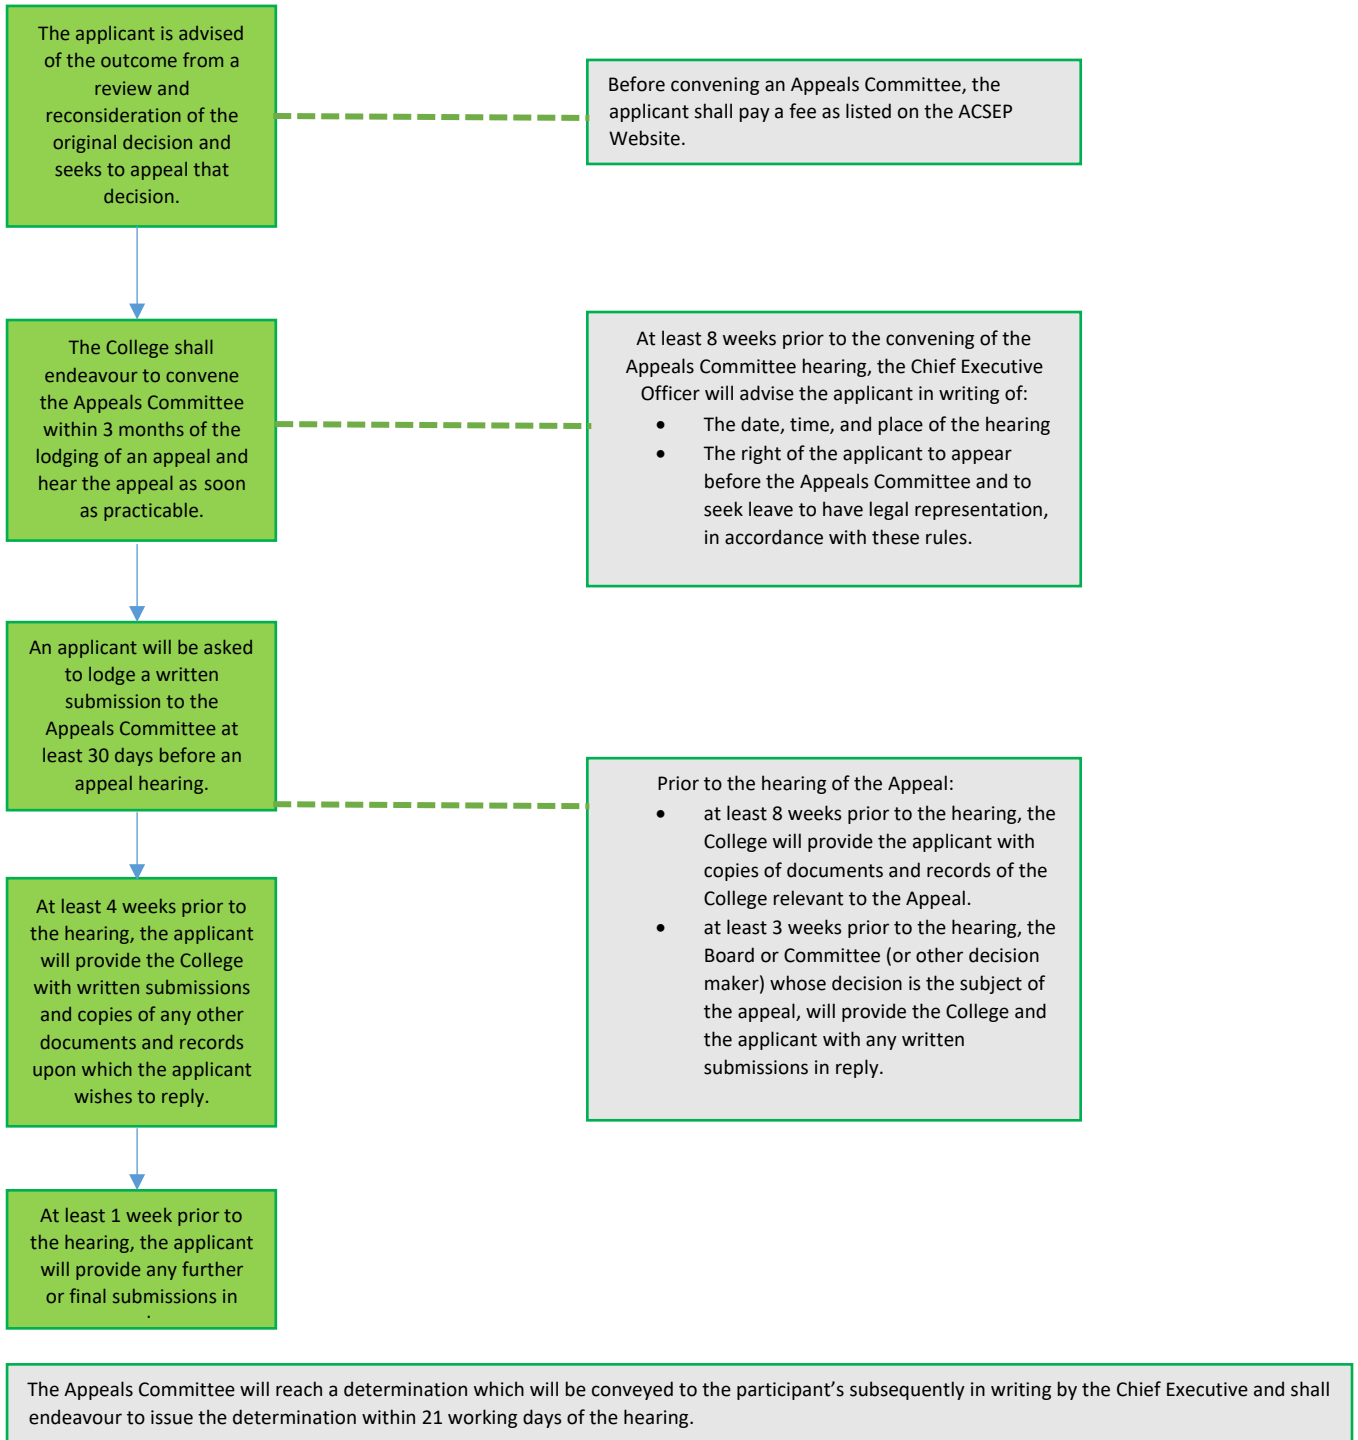 The applicant is advised
of the outcome from a
review and
reconsideration of the
original decision and
seeks to appeal that
decision.
Before convening an Appeals Committee, the
applicant shall pay a fee as listed on the ACSEP
Website.
The College shall
endeavour to convene
the Appeals Committee
within 3 months of the
lodging of an appeal and
hear the appeal as soon
as practicable.
At least 8 weeks prior to the convening of the
Appeals Committee hearing, the Chief Executive
Officer will advise the applicant in writing of:
• The date, time, and place of the hearing
• The right of the applicant to appear
before the Appeals Committee and to
seek leave to have legal representation,
in accordance with these rules.
An applicant will be asked
to lodge a written
submission to the
Appeals Committee at
least 30 days before an
appeal hearing.
Prior to the hearing of the Appeal:
• at least 8 weeks prior to the hearing, the
College will provide the applicant with
copies of documents and records of the
College relevant to the Appeal.
• at least 3 weeks prior to the hearing, the
Board or Committee (or other decision
maker) whose decision is the subject of
the appeal, will provide the College and
the applicant with any written
submissions in reply.
At least 4 weeks prior to
the hearing, the applicant
will provide the College
with written submissions
and copies of any other
documents and records
upon which the applicant
wishes to reply.
At least 1 week prior to
the hearing, the applicant
will provide any further
or final submissions in
The Appeals Committee will reach a determination which will be conveyed to the participant’s subsequently in writing by the Chief Executive and shall
endeavour to issue the determination within 21 working days of the hearing.